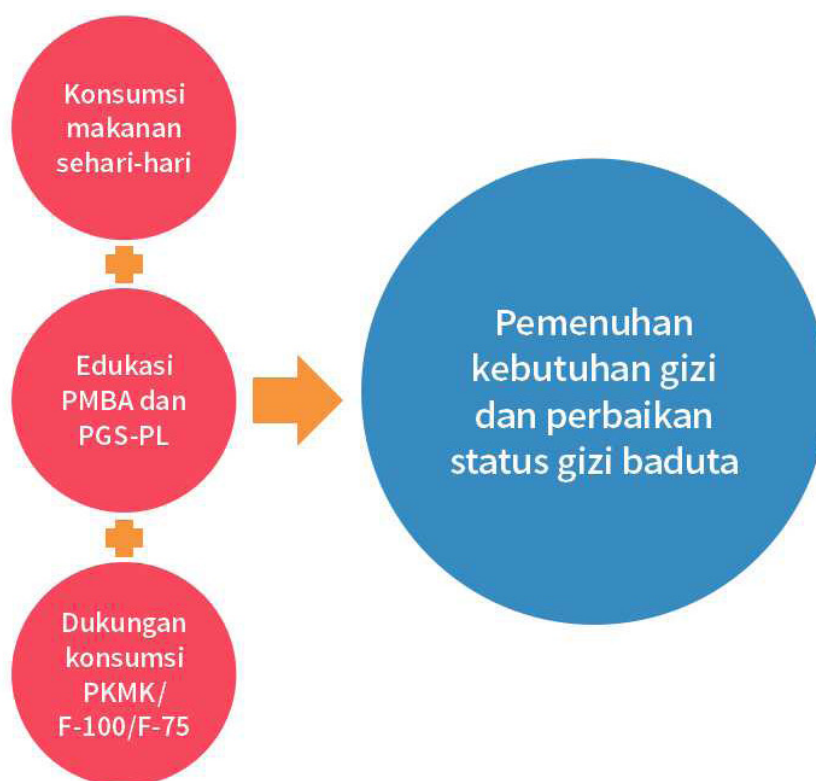 Konsumsi
makanan
sehari-hari
Edukasi
PMBA dan
PGS-PL
Dukungan
konsumsi
PKMK/
F-100/F-75
Pemenuhan
kebutuhan gizi
dan perbaikan
status gizi baduta